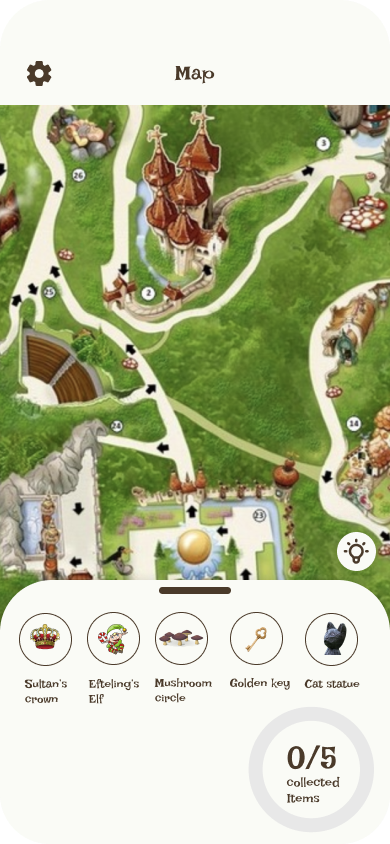 Map
3
26
25
2
24
14
23
Sultan's
crown
Efteling's
Elf
Mushroom
circle
Golden key
Cat statue
0/5
collected
Items